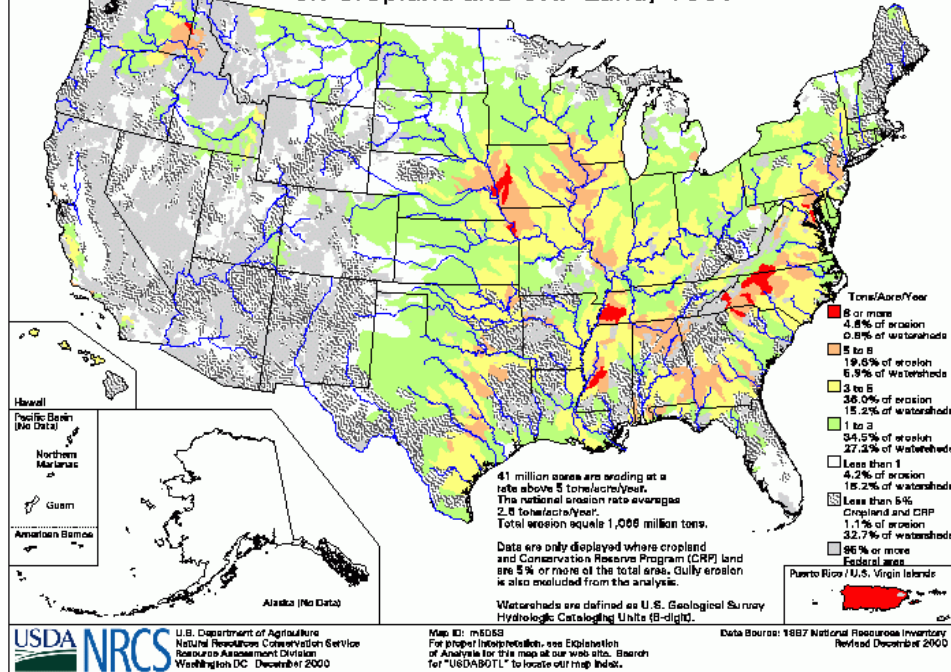 Tons/Acre/Year
6 or more
4.6% of erosion
0.8% of watersheds
5 to 6
19.6% of erosion
6.9% of watersheds
3 to 5
36.0% of erosion
15.2% of watersheds
1 to 3
34.5% of erosion
27.2% of watersheds
Less than 1
4.2% of erosion
16.2% of watersheds
Less than 5%
Cropland and CRP
1.1% of erosion
32.7% of watersheds
95% or more
Federal area
Hawaii
Pacific Basin
(No Data)
Northern
Marianas
Guam
American Samoa
Alaska (No Data)
41 million acres are eroding at a
rate above 5 tons/acre/year.
The national erosion rate averages
2.8 tons/acre/year.
Total erosion equals 1,066 million tons.
Data are only displayed where cropland
and Conservation Reserve Program (CRP) land
are 5% or more of the total area. Gully erosion
is also excluded from the analysis.
Watersheds are defined as U.S. Geological Survey
Hydrologic Cataloging Units (8-digit).
Puerto Rico / U.S. Virgin Islands
USDA NRCS
U.S. Department of Agriculture
Natural Resources Conservation Service
Resource Assessment Division
Washington DC December 2000
Map ID: m5058
For proper interpretation, see Explanation
of Analysis for this map at our web site. Search
for "USDABOTL" to locate our map index.
Data Source: 1997 National Resources Inventory
Revised December 2000